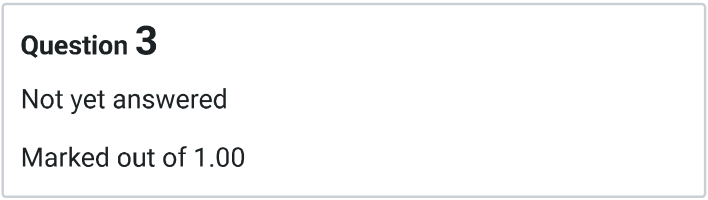 Question 3
Not yet answered
Marked out of 1.00